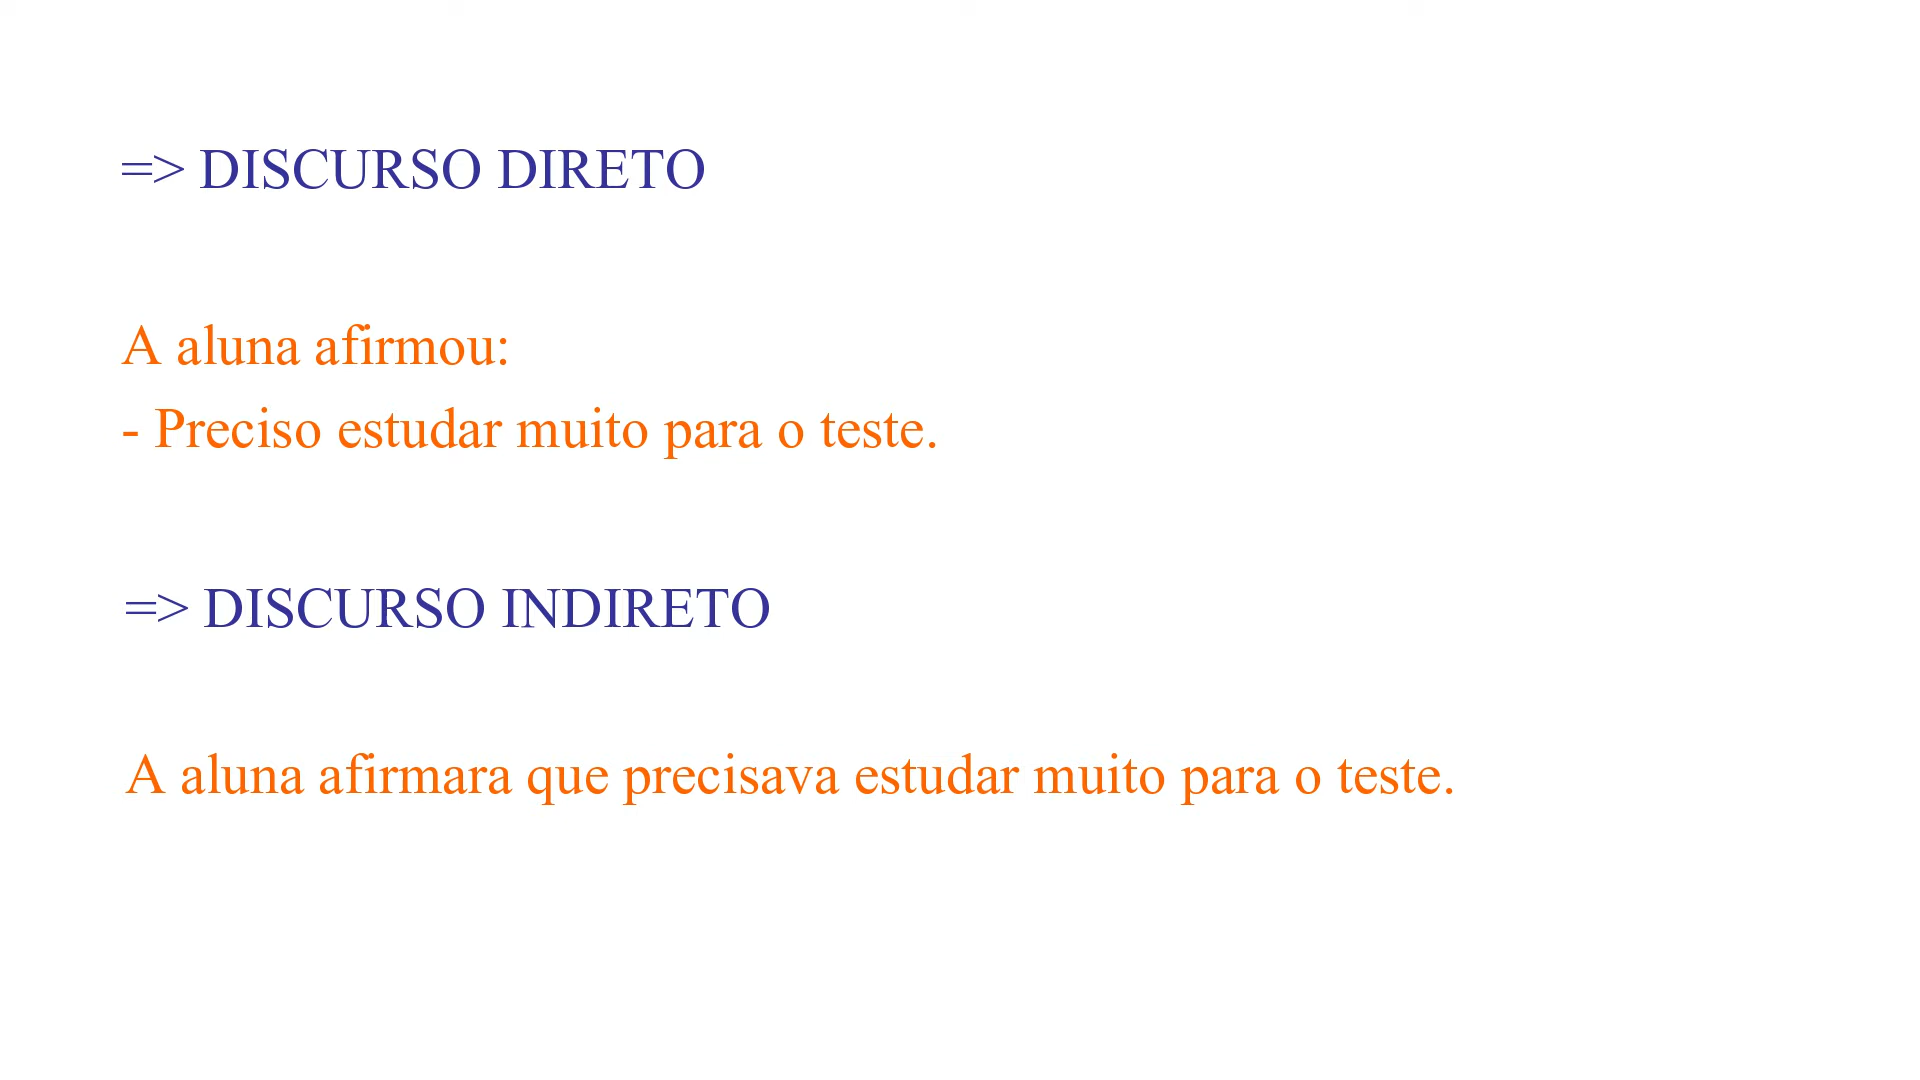 => DISCURSO DIRETO
A aluna afirmou:
- Preciso estudar muito para o teste.
=> DISCURSO INDIRETO
A aluna afirmara que precisava estudar muito para o teste.